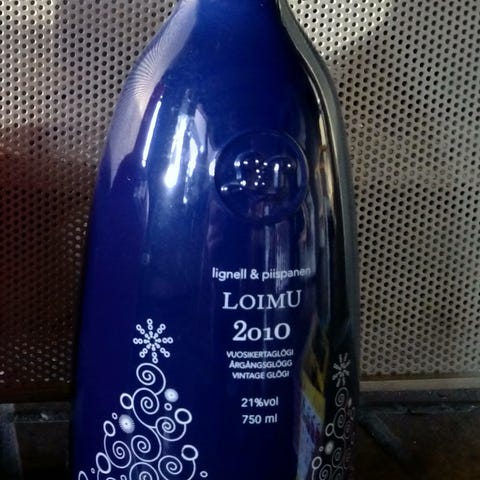 lignell & piispanen
LOIMU
2010
VUOSIKERTAGLÖGI
ÅRGÅNGSGLÖGG
VINTAGE GLÖGI
21%vol
750 ml